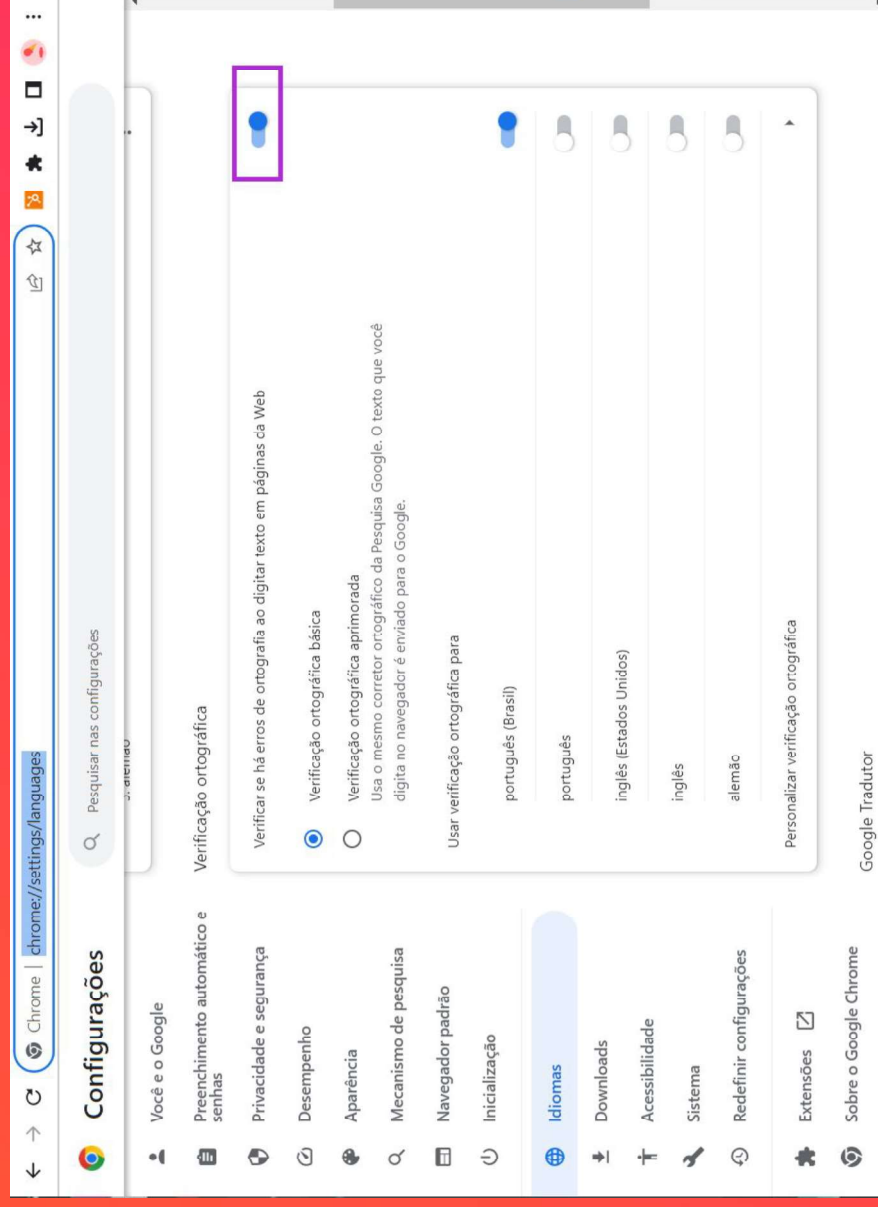 Chrome | chrome://settings/languages
Configurações
Pesquisar nas configurações
Você e o Google
Preenchimento automático e
senhas
Privacidade e segurança
Desempenho
Aparência
Mecanismo de pesquisa
Navegador padrão
Inicialização
Idiomas
Downloads
Acessibilidade
Sistema
Redefinir configurações
Extensões
Sobre o Google Chrome
alemão
Verificação ortográfica
Verificar se há erros de ortografia ao digitar texto em páginas da Web
Verificação ortográfica básica
Verificação ortográfica aprimorada
Usa o mesmo corretor ortográfico da Pesquisa Google. O texto que você
digita no navegador é enviado para o Google.
Usar verificação ortográfica para
português (Brasil)
português
inglês (Estados Unidos)
inglês
alemão
Personalizar verificação ortográfica
Google Tradutor